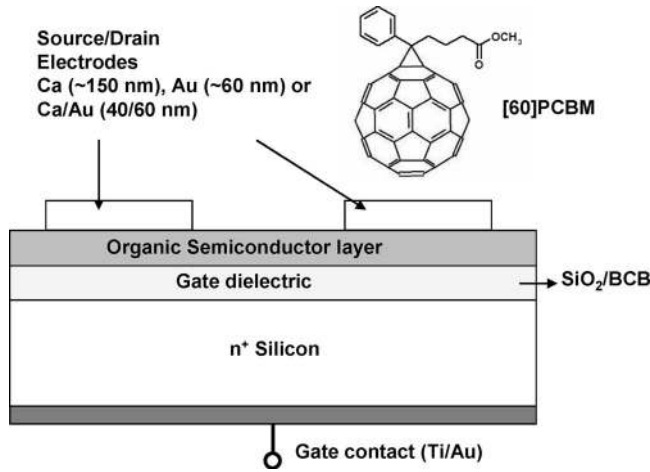 Source/Drain
Electrodes
Ca (~150 nm), Au (~60 nm) or
Ca/Au (40/60 nm)
OCH₃
O
[60]PCBM
Organic Semiconductor layer
Gate dielectric
SiO₂/BCB
n⁺ Silicon
Gate contact (Ti/Au)